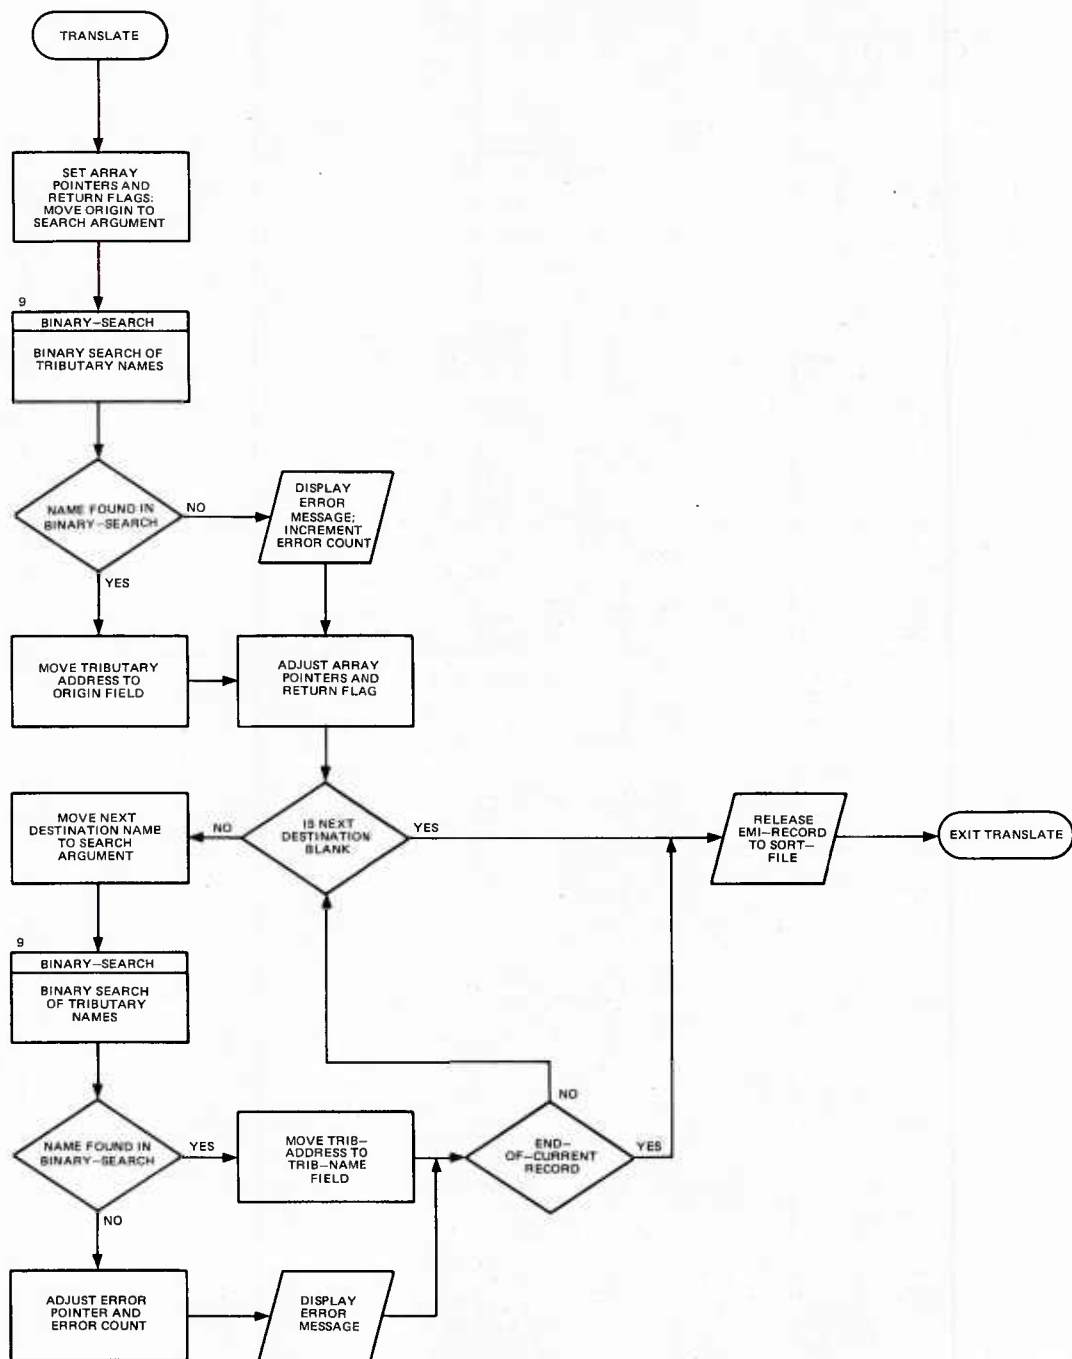 TRANSLATE
SET ARRAY
POINTERS AND
RETURN FLAGS;
MOVE ORIGIN TO
SEARCH ARGUMENT
9
BINARY-SEARCH
BINARY SEARCH OF
TRIBUTARY NAMES
NAME FOUND IN
BINARY-SEARCH
NO
YES
DISPLAY
ERROR
MESSAGE;
INCREMENT
ERROR COUNT
MOVE TRIBUTARY
ADDRESS TO
ORIGIN FIELD
ADJUST ARRAY
POINTERS AND
RETURN FLAG
IS NEXT
DESTINATION
BLANK
NO
YES
MOVE NEXT
DESTINATION NAME
TO SEARCH
ARGUMENT
RELEASE
EMI-RECORD
TO SORT-
FILE
EXIT TRANSLATE
9
BINARY-SEARCH
BINARY SEARCH
OF TRIBUTARY
NAMES
NAME FOUND IN
BINARY-SEARCH
YES
NO
MOVE TRIB-
ADDRESS TO
TRIB-NAME
FIELD
END-
OF-CURRENT
RECORD
NO
YES
ADJUST ERROR
POINTER AND
ERROR COUNT
DISPLAY
ERROR
MESSAGE